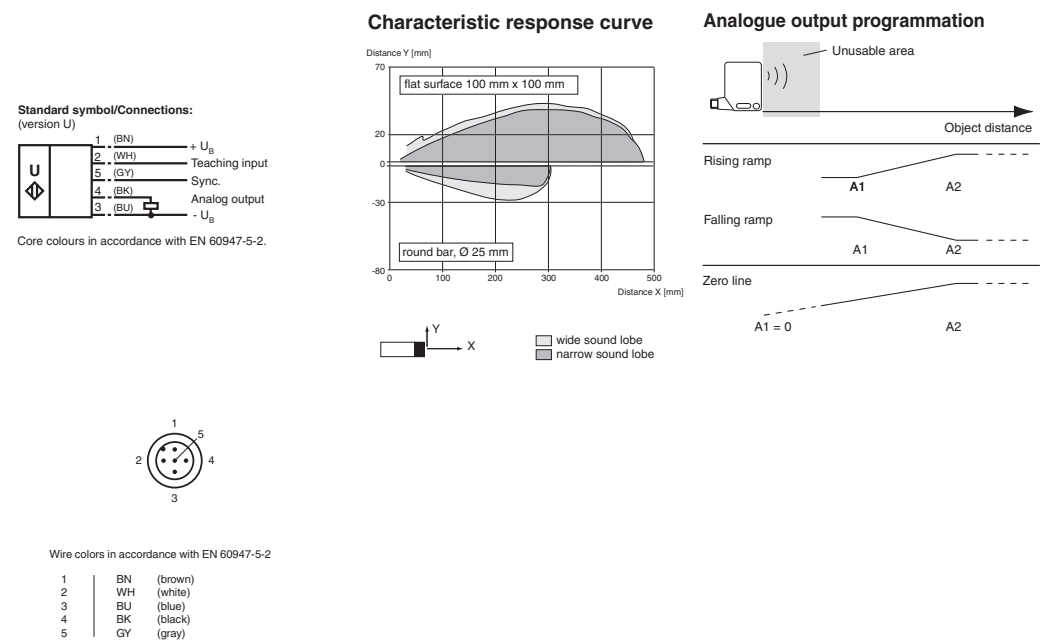 Standard symbol/Connections:
(version U)
U
1 (BN) + UB
2 (WH) Teaching input
5 (GY) Sync.
4 (BK) Analog output
3 (BU) - UB
Core colours in accordance with EN 60947-5-2.
1
5
2
4
3
Wire colors in accordance with EN 60947-5-2
1 BN (brown)
2 WH (white)
3 BU (blue)
4 BK (black)
5 GY (gray)
Characteristic response curve
Distance Y [mm]
70
flat surface 100 mm x 100 mm
20
0
-30
round bar, Ø 25 mm
-80
0 100 200 300 400 500
Distance X [mm]
Y
X
wide sound lobe
narrow sound lobe
Analogue output programmation
Unusable area
Object distance
Rising ramp
A1 A2
Falling ramp
A1 A2
Zero line
A1 = 0 A2